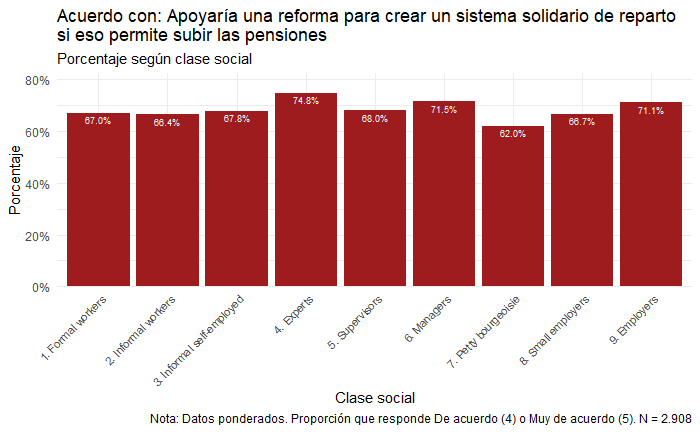 Acuerdo con: Apoyaría una reforma para crear un sistema solidario de reparto
si eso permite subir las pensiones
Porcentaje según clase social
80%
60%
40%
20%
0%
Porcentaje
67.0%
66.4%
67.8%
74.8%
68.0%
71.5%
62.0%
66.7%
71.1%
1. Formal workers
2. Informal workers
3. Informal self-employed
4. Experts
5. Supervisors
6. Managers
7. Petty bourgeoisie
8. Small employers
9. Employers
Clase social
Nota: Datos ponderados. Proporción que responde De acuerdo (4) o Muy de acuerdo (5). N = 2.908